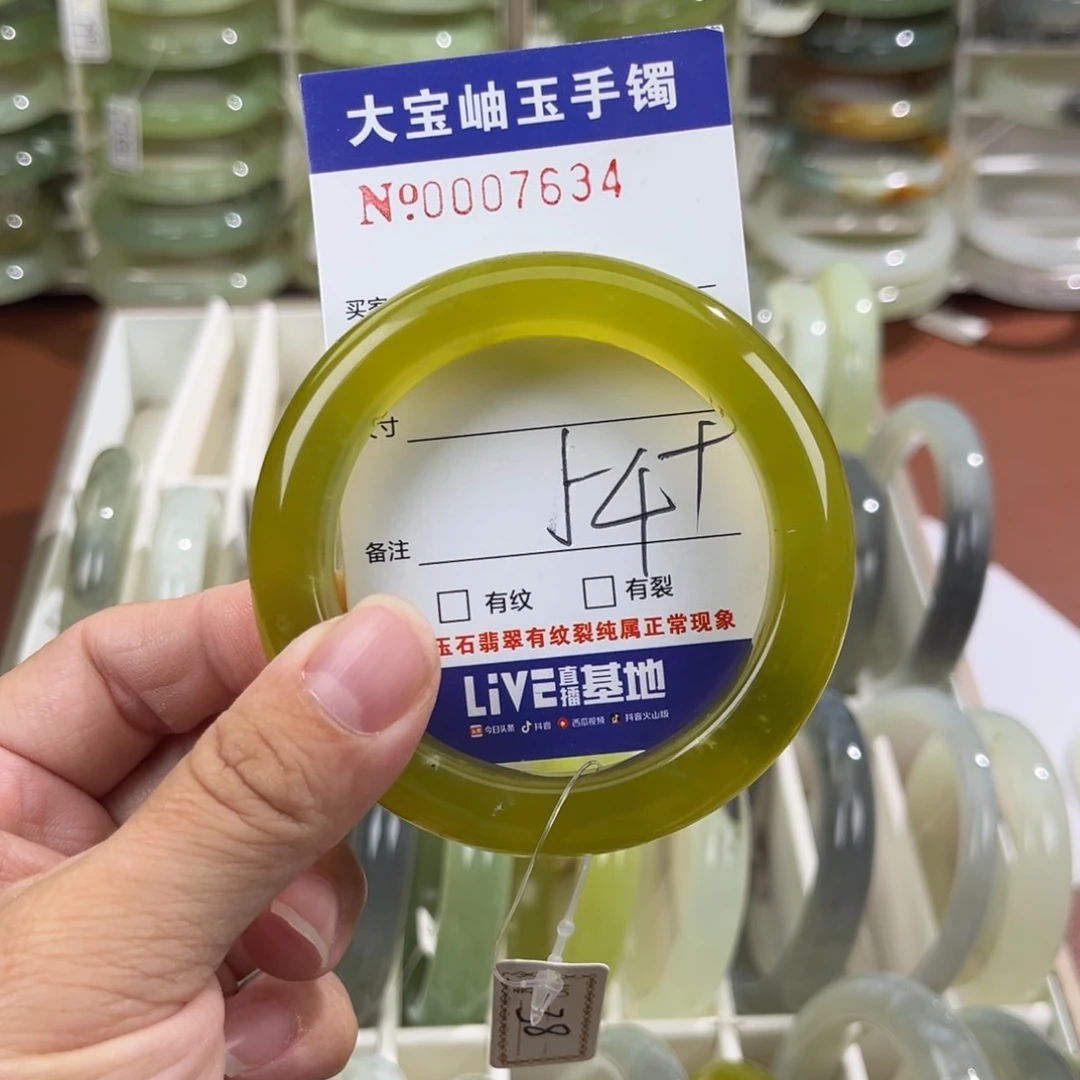 大宝岫玉手镯
№0007634
买家
寸
备注
□ 有纹 □ 有裂
玉石翡翠有纹裂纯属正常现象
LiVE直播基地
今日头条 抖音 西瓜视频 抖音火山版
58